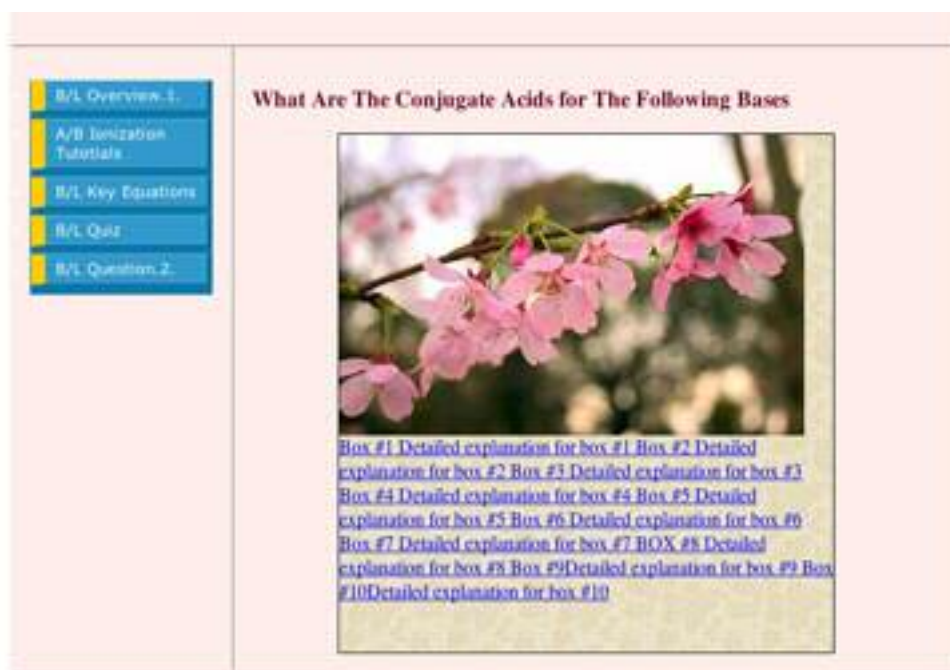 B/L Overview.1.
A/B Ionization
Tutotials
B/L Key Equations
B/L Quiz
B/L Question.2.
What Are The Conjugate Acids for The Following Bases
Box #1 Detailed explanation for box #1 Box #2 Detailed
explanation for box #2 Box #3 Detailed explanation for box #3
Box #4 Detailed explanation for box #4 Box #5 Detailed
explanation for box #5 Box #6 Detailed explanation for box #6
Box #7 Detailed explanation for box #7 BOX #8 Detailed
explanation for box #8 Box #9Detailed explanation for box #9 Box
#10Detailed explanation for box #10